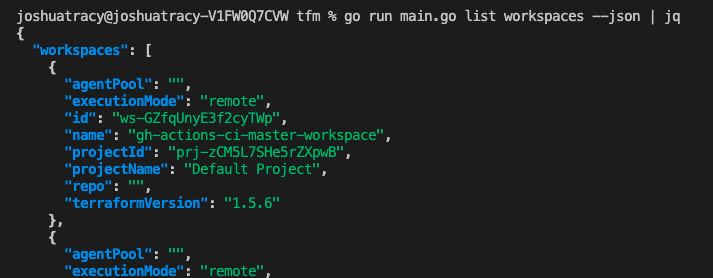 joshuatracy@joshuatracy-V1FW0Q7CVW tfm % go run main.go list workspaces --json | jq
{
  "workspaces": [
    {
      "agentPool": "",
      "executionMode": "remote",
      "id": "ws-GZfqUnyE3f2cyTWp",
      "name": "gh-actions-ci-master-workspace",
      "projectId": "prj-zCM5L7SHe5rZXpwB",
      "projectName": "Default Project",
      "repo": "",
      "terraformVersion": "1.5.6"
    },
    {
      "agentPool": "",
      "executionMode": "remote",